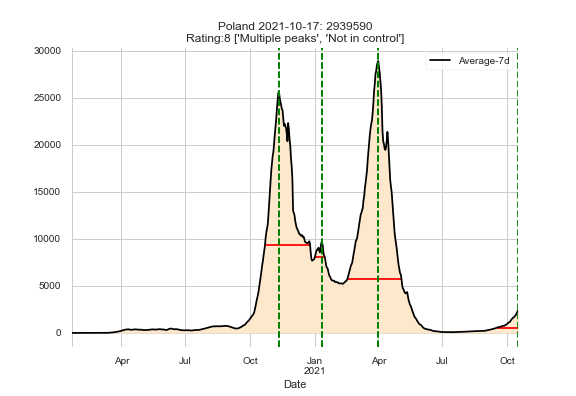 Poland 2021-10-17: 2939590
Rating:8 ['Multiple peaks', 'Not in control']
Average-7d
30000
25000
20000
15000
10000
5000
0
Apr
Jul
Oct
Jan
2021
Apr
Jul
Oct
Date